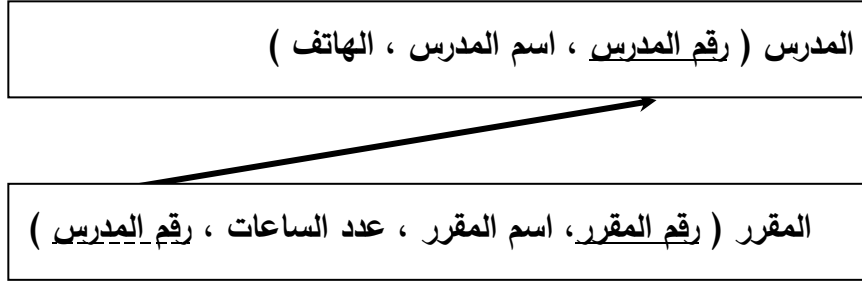 المدرس ( رقم المدرس ، اسم المدرس ، الهاتف )
المقرر ( رقم المقرر، اسم المقرر ، عدد الساعات ، رقم المدرس )